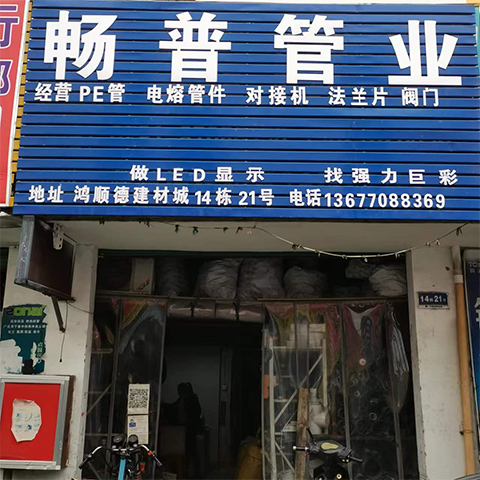 畅普管业
经营PE管 电熔管件 对接机 法兰片 阀门
做LED显示 找强力巨彩
地址 鸿顺德建材城14栋21号 电话13677088369
14栋21号